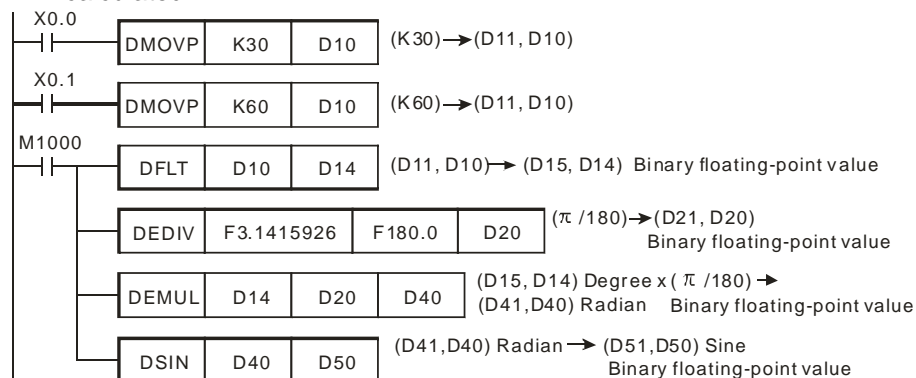 X0.0
DMOVP K30 D10 (K30)→(D11, D10)
X0.1
DMOVP K60 D10 (K60)→(D11, D10)
M1000
DFLT D10 D14 (D11, D10)→ (D15, D14) Binary floating-point value
DEDIV F3.1415926 F180.0 D20 (π /180)→(D21, D20)
Binary floating-point value
DEMUL D14 D20 D40 (D15, D14) Degree x ( π /180) →
(D41,D40) Radian Binary floating-point value
DSIN D40 D50 (D41,D40) Radian → (D51,D50) Sine
Binary floating-point value